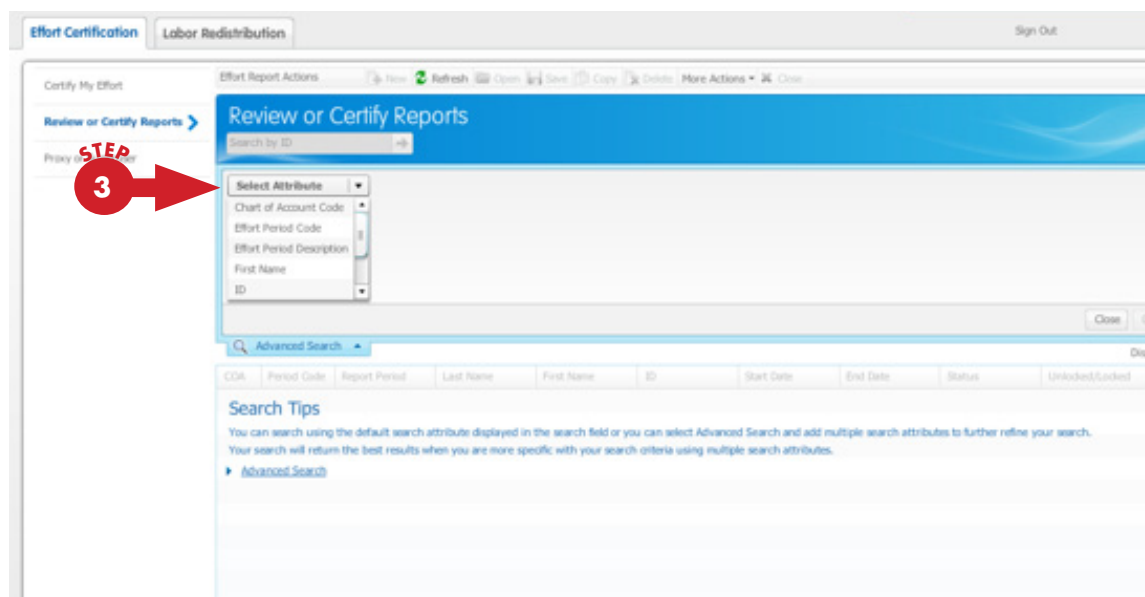 Effort Certification Labor Redistribution Sign Out
Certify My Effort
Effort Report Actions New Refresh Open Save Copy Delete More Actions Close
Review or Certify Reports
Review or Certify Reports
Search by ID
Proxy or
STEP
3
Select Attribute
Chart of Account Code
Effort Period Code
Effort Period Description
First Name
ID
Close
Advanced Search
COA Period Code Report Period Last Name First Name ID Start Date End Date Status Unlocked/Locked
Search Tips
You can search using the default search attribute displayed in the search field or you can select Advanced Search and add multiple search attributes to further refine your search.
Your search will return the best results when you are more specific with your search criteria using multiple search attributes.
Advanced Search